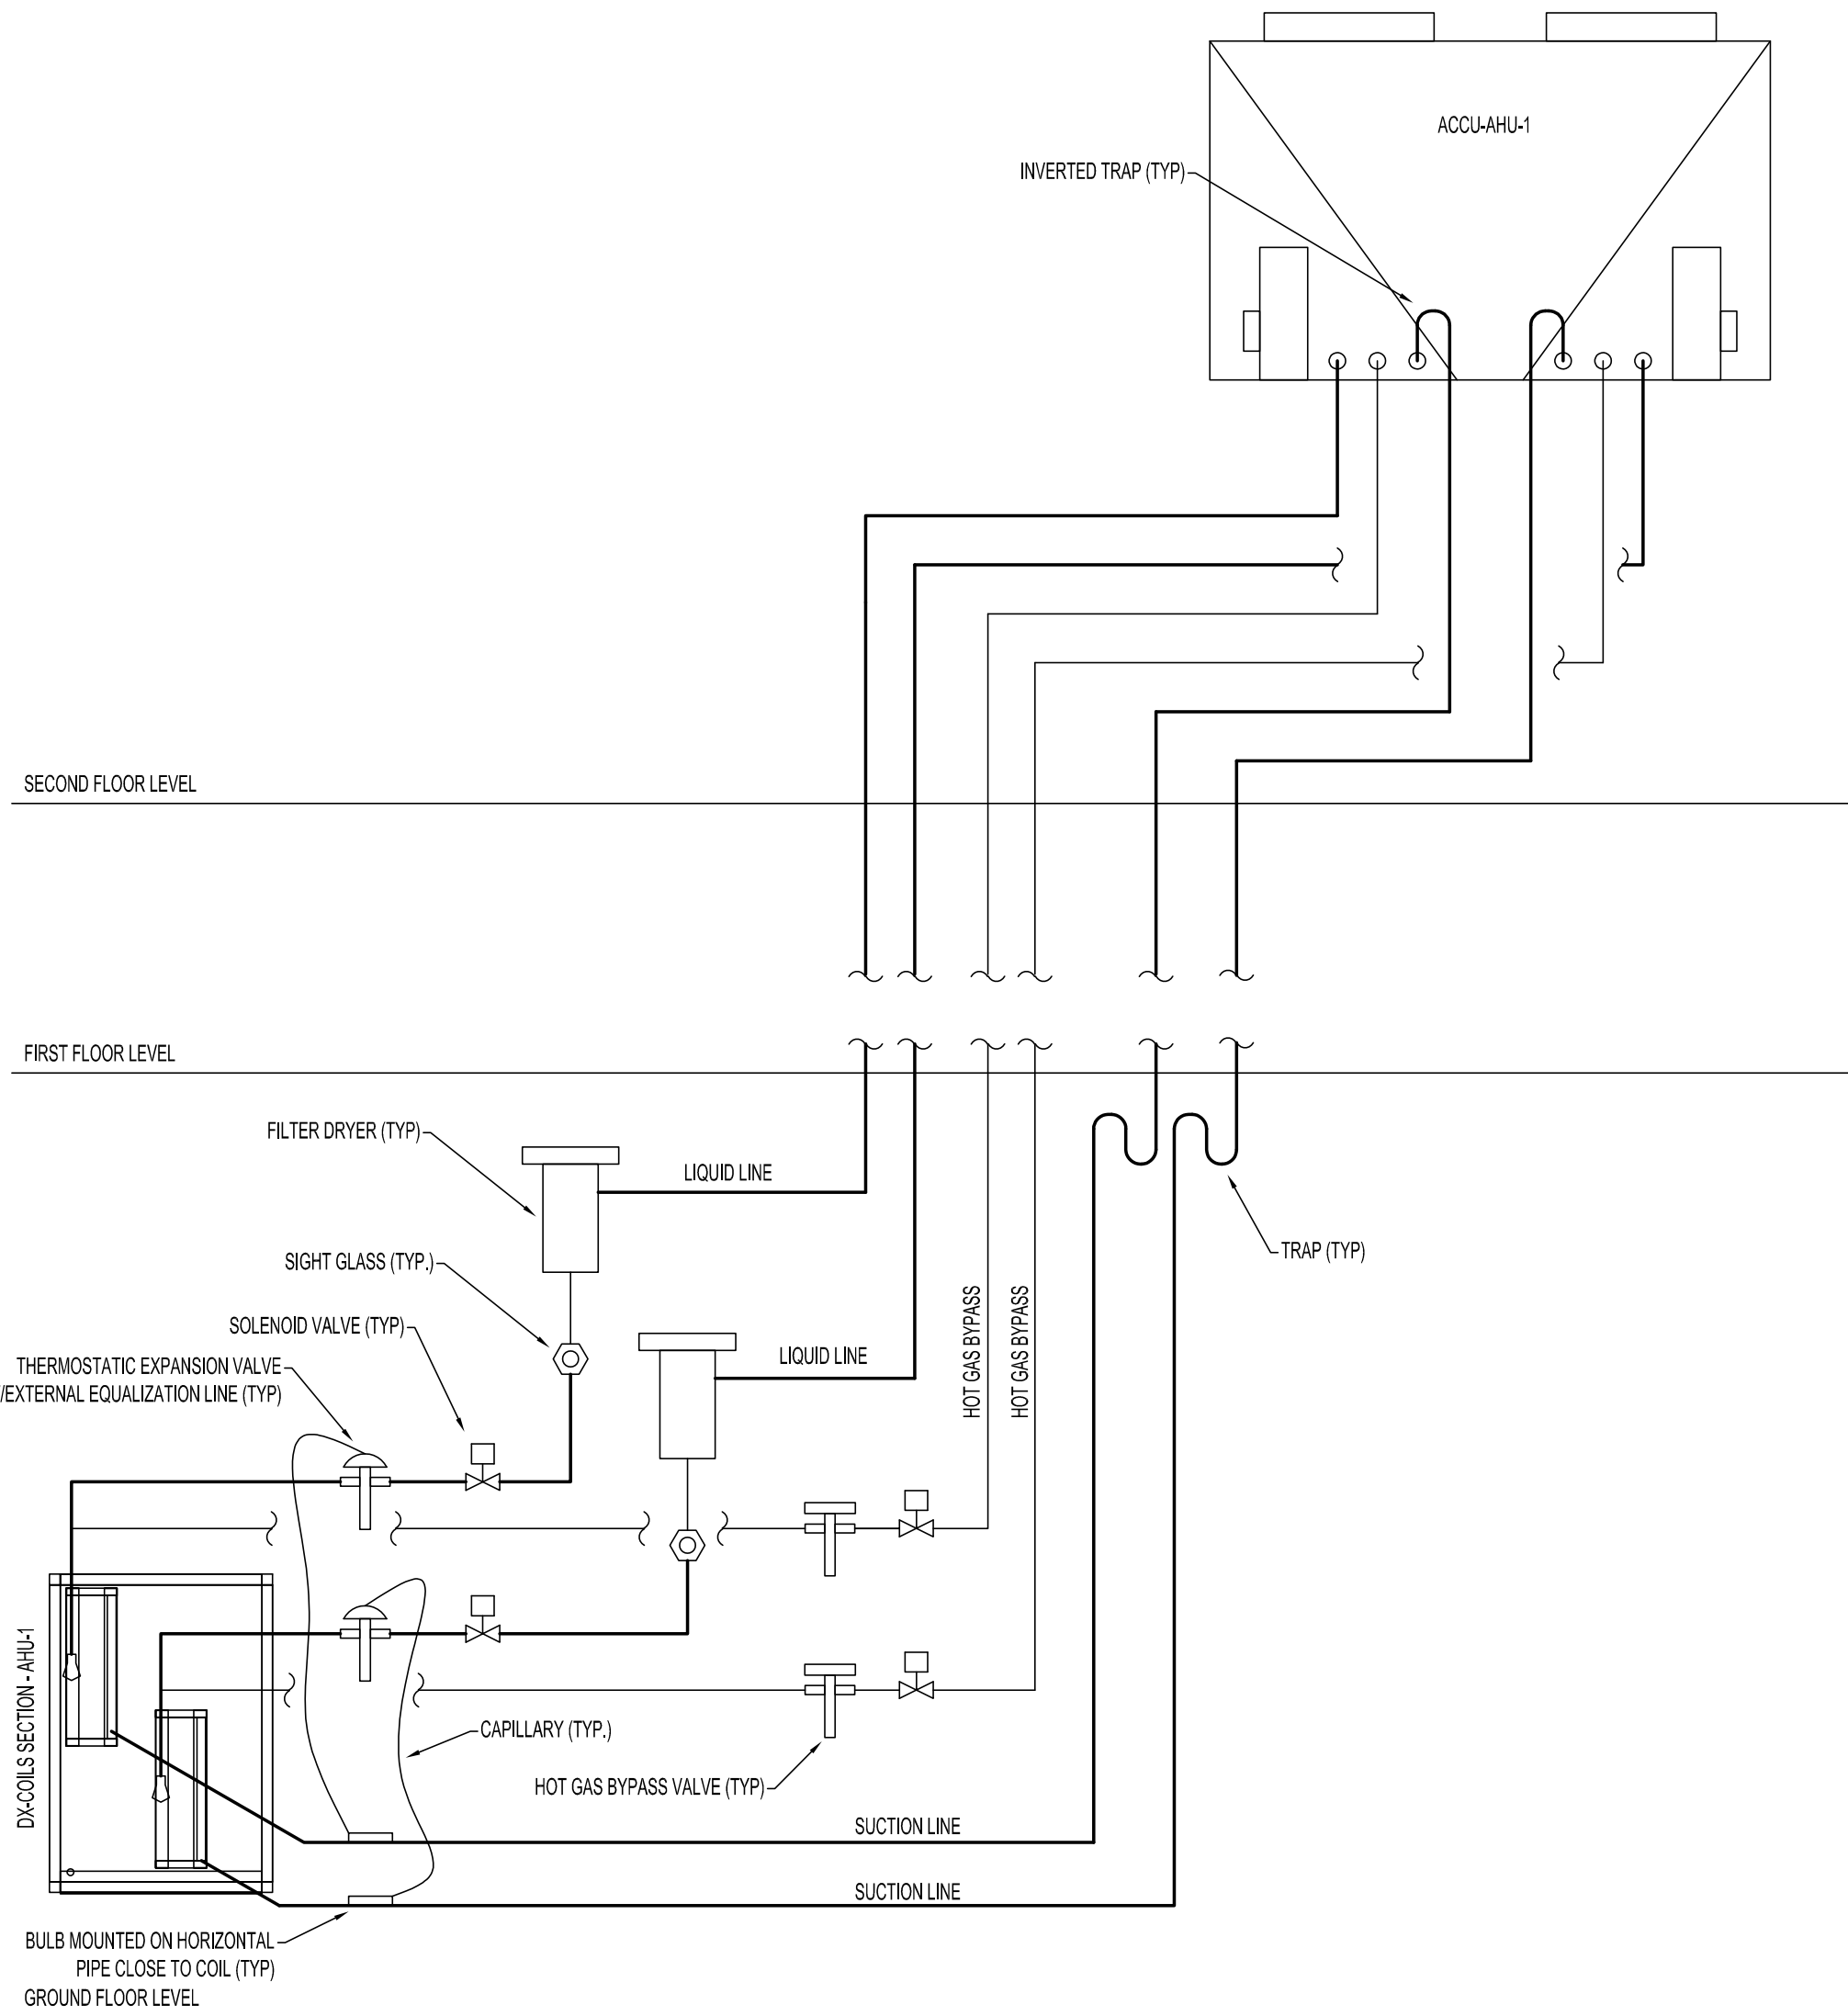 ACCU-AHU-1
INVERTED TRAP (TYP)
SECOND FLOOR LEVEL
FIRST FLOOR LEVEL
FILTER DRYER (TYP)
LIQUID LINE
SIGHT GLASS (TYP.)
TRAP (TYP)
SOLENOID VALVE (TYP)
HOT GAS BYPASS
HOT GAS BYPASS
LIQUID LINE
THERMOSTATIC EXPANSION VALVE
/EXTERNAL EQUALIZATION LINE (TYP)
DX-COILS SECTION - AHU-1
CAPILLARY (TYP.)
HOT GAS BYPASS VALVE (TYP)
SUCTION LINE
SUCTION LINE
BULB MOUNTED ON HORIZONTAL
PIPE CLOSE TO COIL (TYP)
GROUND FLOOR LEVEL